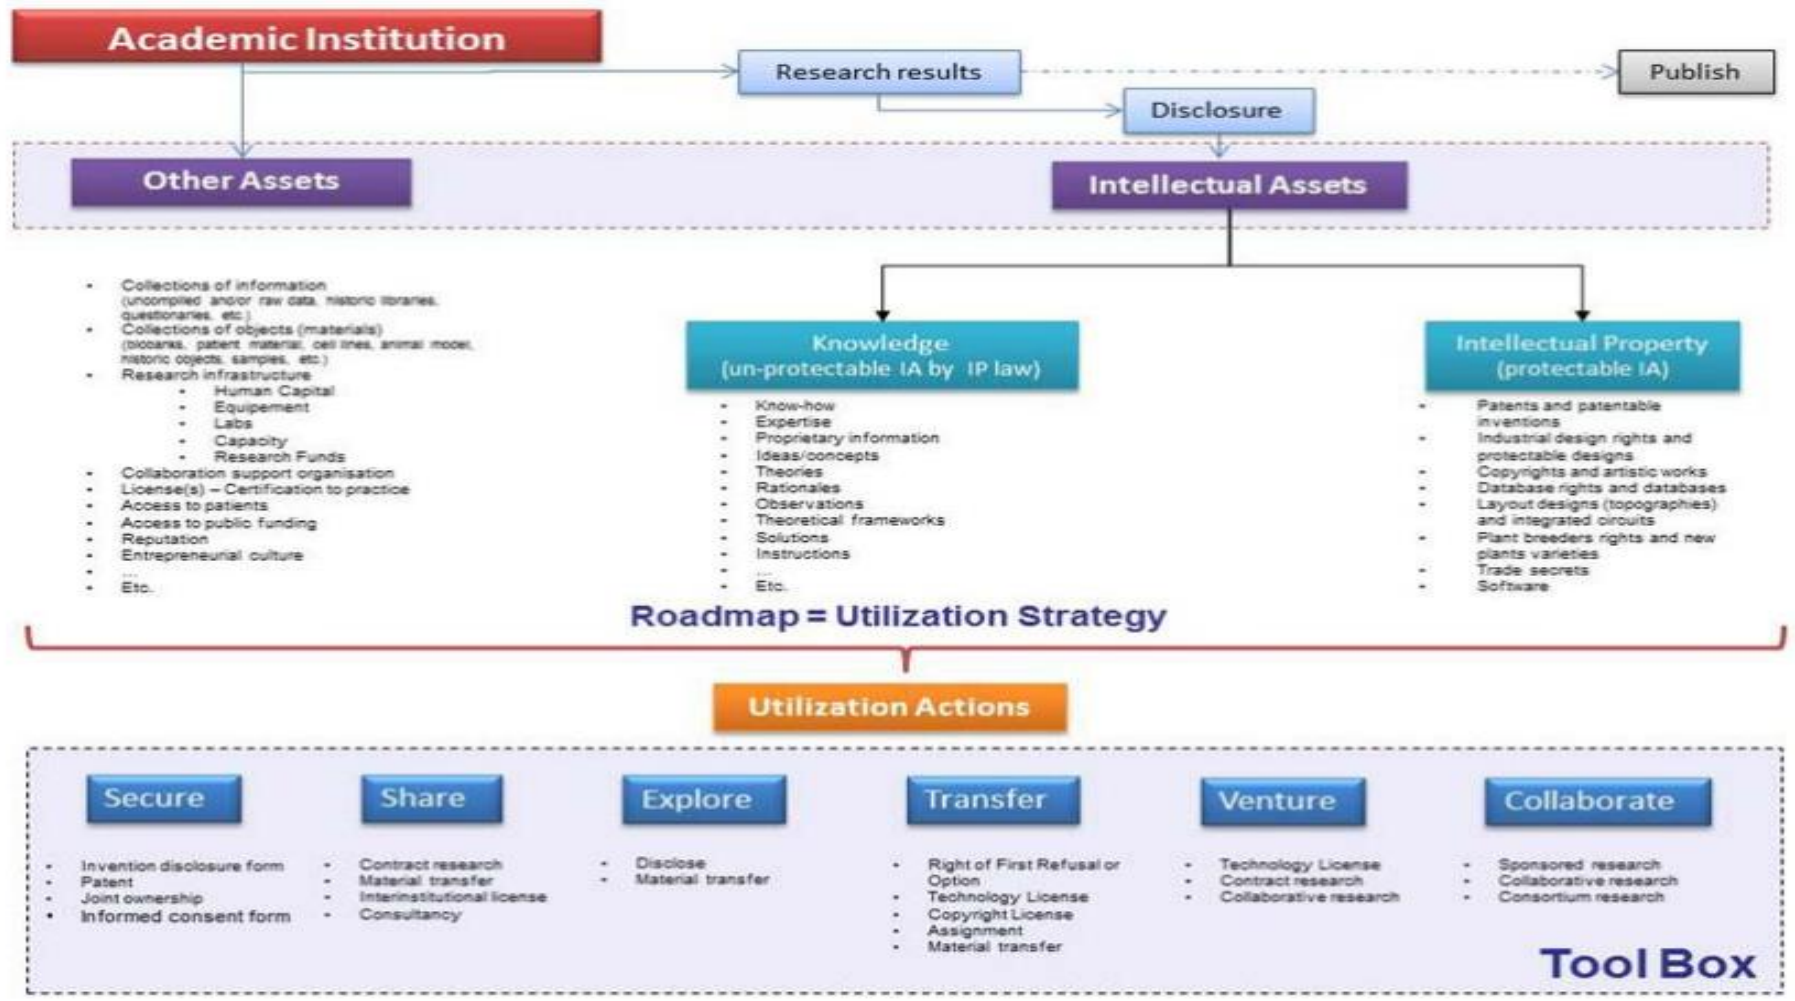 Academic Institution
Research results
Publish
Disclosure
Other Assets
Intellectual Assets
Collections of information
(uncompiled and/or raw data, historic libraries,
questionaries, etc.)
Collections of objects (materials)
(biobanks, patient material, cell lines, animal model,
historic objects, samples, etc.)
Research infrastructure
Human Capital
Equipement
Labs
Capacity
Research Funds
Collaboration support organisation
License(s) – Certification to practice
Access to patients
Access to public funding
Reputation
Entrepreneurial culture
...
Etc.
Knowledge
(un-protectable IA by IP law)
Know-how
Expertise
Proprietary information
Ideas/concepts
Theories
Rationales
Observations
Theoretical frameworks
Solutions
Instructions
...
Etc.
Intellectual Property
(protectable IA)
Patents and patentable
inventions
Industrial design rights and
protectable designs
Copyrights and artistic works
Database rights and databases
Layout designs (topographies)
and integrated circuits
Plant breeders rights and new
plants varieties
Trade secrets
Software
Roadmap = Utilization Strategy
Utilization Actions
Secure
Invention disclosure form
Patent
Joint ownership
Informed consent form
Share
Contract research
Material transfer
Interinstitutional license
Consultancy
Explore
Disclose
Material transfer
Transfer
Right of First Refusal or
Option
Technology License
Copyright License
Assignment
Material transfer
Venture
Technology License
Contract research
Collaborative research
Collaborate
Sponsored research
Collaborative research
Consortium research
Tool Box